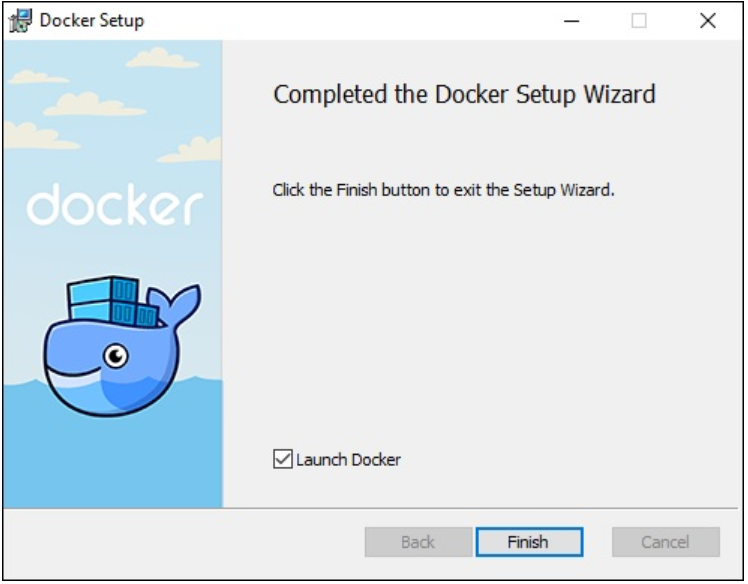 Docker Setup
Completed the Docker Setup Wizard
Click the Finish button to exit the Setup Wizard.
docker
Launch Docker
Back
Finish
Cancel